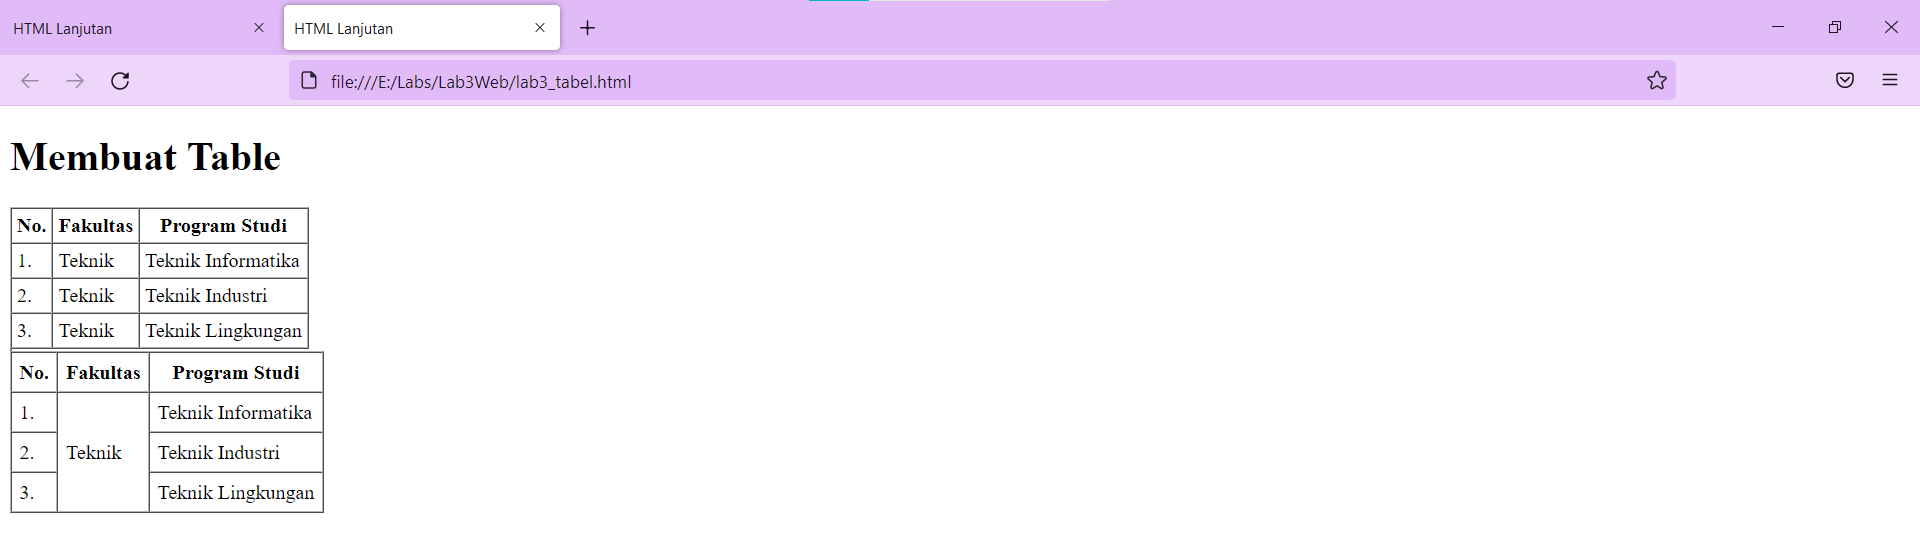 HTML Lanjutan HTML Lanjutan
file:///E:/Labs/Lab3Web/lab3_tabel.html
Membuat Table
No. Fakultas Program Studi
1. Teknik Teknik Informatika
2. Teknik Teknik Industri
3. Teknik Teknik Lingkungan
No. Fakultas Program Studi
1. Teknik Informatika
2. Teknik Teknik Industri
3. Teknik Lingkungan